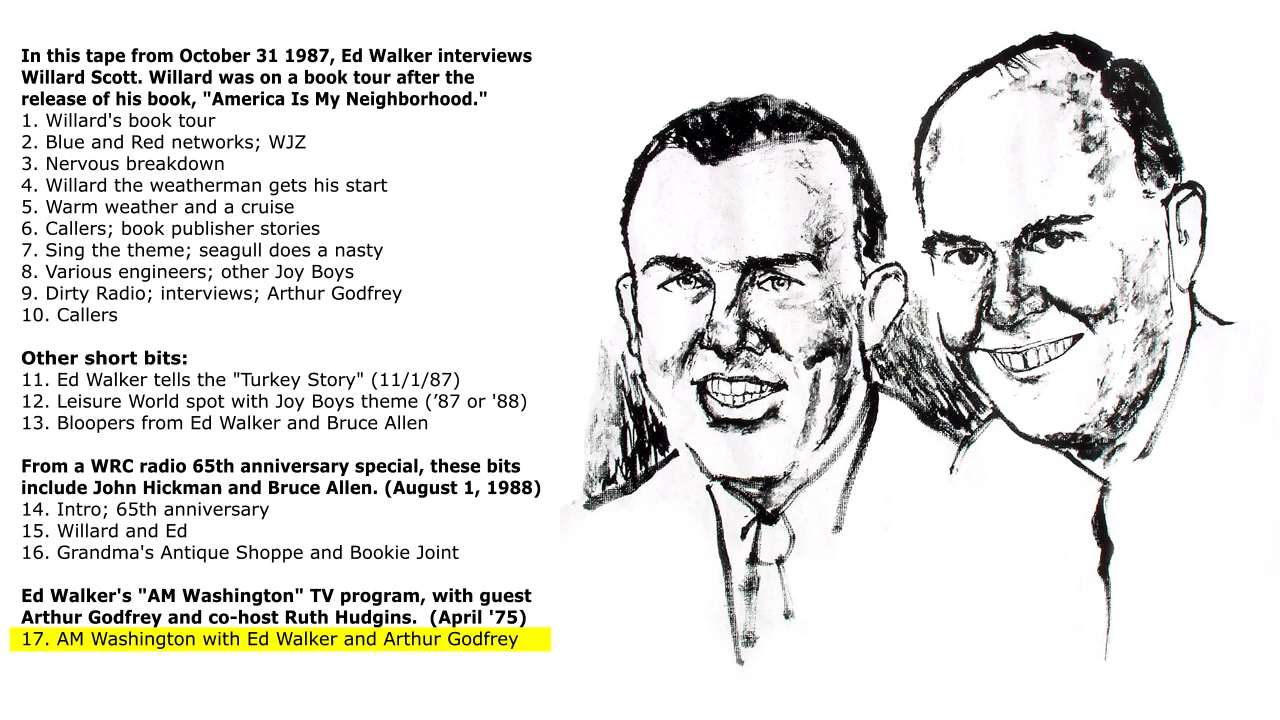 In this tape from October 31 1987, Ed Walker interviews
Willard Scott. Willard was on a book tour after the
release of his book, "America Is My Neighborhood."
1. Willard's book tour
2. Blue and Red networks; WJZ
3. Nervous breakdown
4. Willard the weatherman gets his start
5. Warm weather and a cruise
6. Callers; book publisher stories
7. Sing the theme; seagull does a nasty
8. Various engineers; other Joy Boys
9. Dirty Radio; interviews; Arthur Godfrey
10. Callers
Other short bits:
11. Ed Walker tells the "Turkey Story" (11/1/87)
12. Leisure World spot with Joy Boys theme (’87 or '88)
13. Bloopers from Ed Walker and Bruce Allen
From a WRC radio 65th anniversary special, these bits
include John Hickman and Bruce Allen. (August 1, 1988)
14. Intro; 65th anniversary
15. Willard and Ed
16. Grandma's Antique Shoppe and Bookie Joint
Ed Walker's "AM Washington" TV program, with guest
Arthur Godfrey and co-host Ruth Hudgins.  (April '75)
17. AM Washington with Ed Walker and Arthur Godfrey